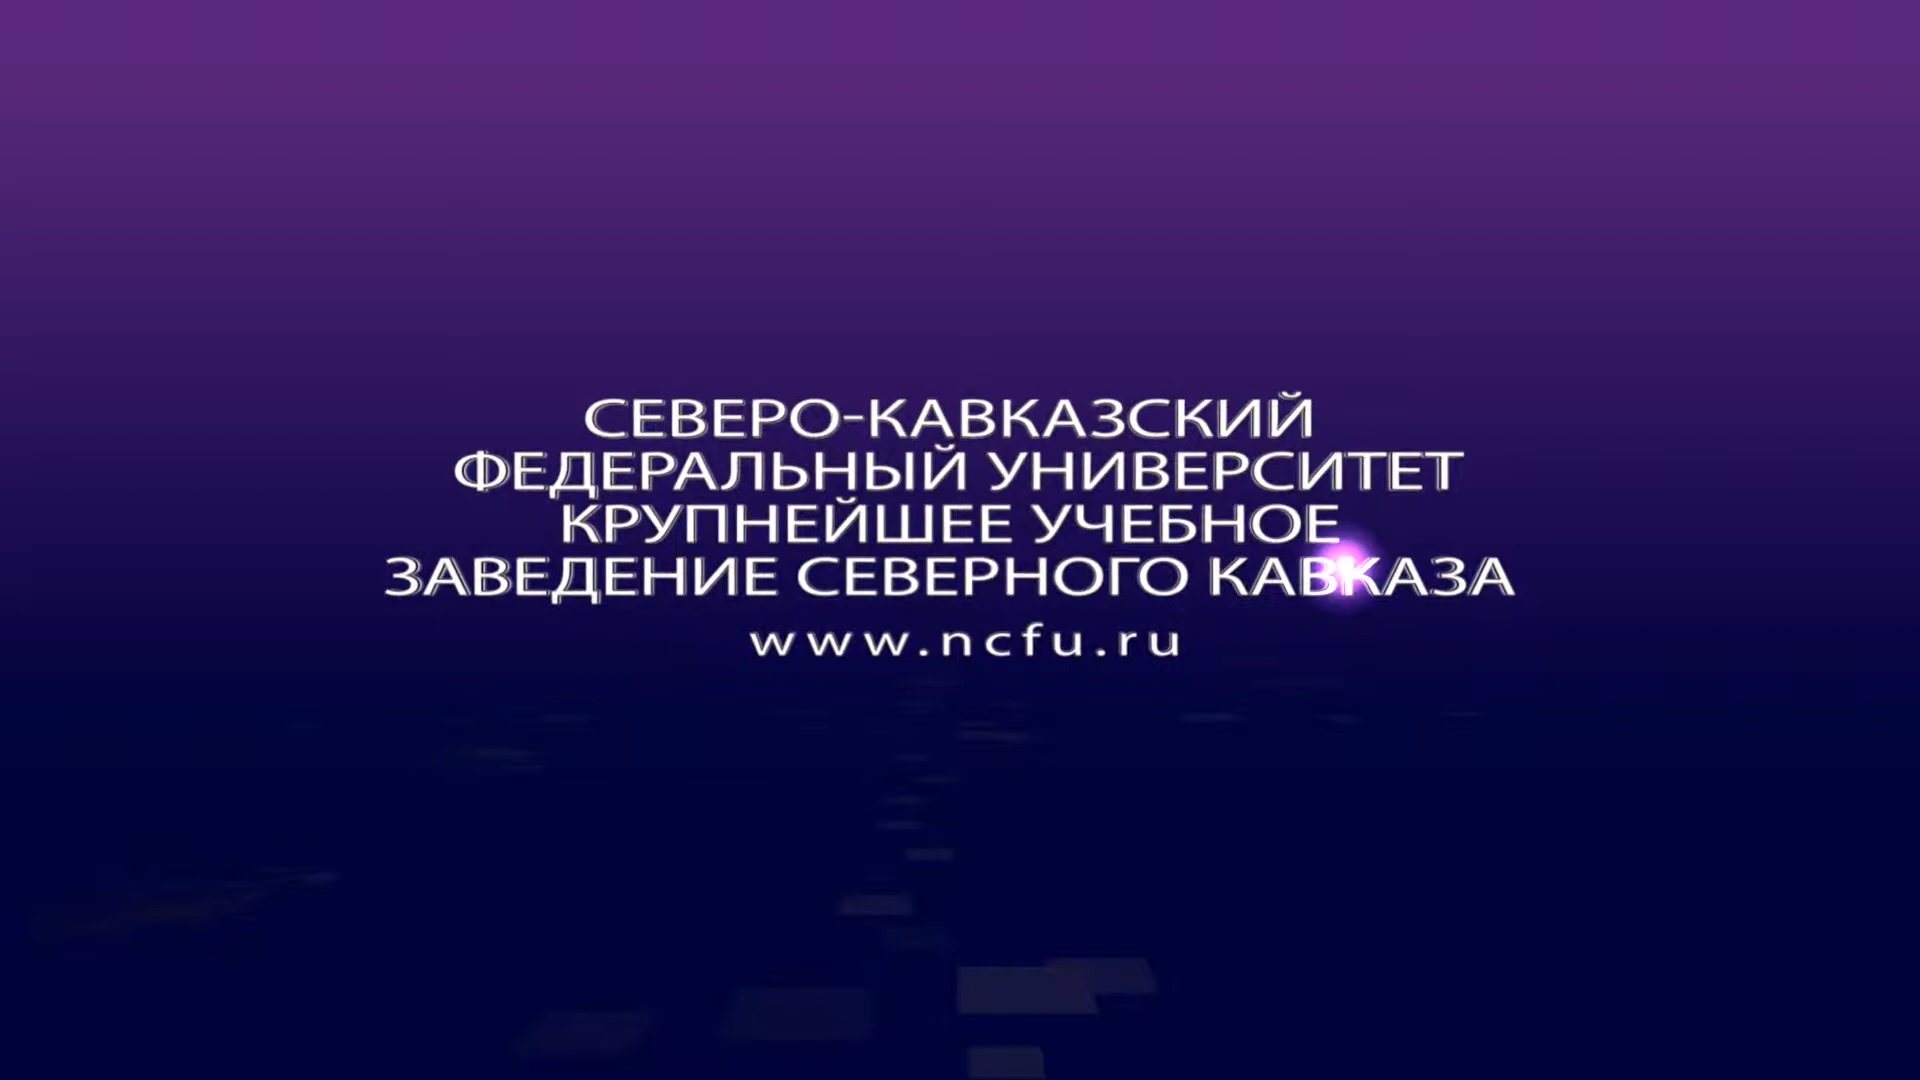 СЕВЕРО-КАВКАЗСКИЙ
ФЕДЕРАЛЬНЫЙ УНИВЕРСИТЕТ
КРУПНЕЙШЕЕ УЧЕБНОЕ
ЗАВЕДЕНИЕ СЕВЕРНОГО КАВКАЗА
www.ncfu.ru